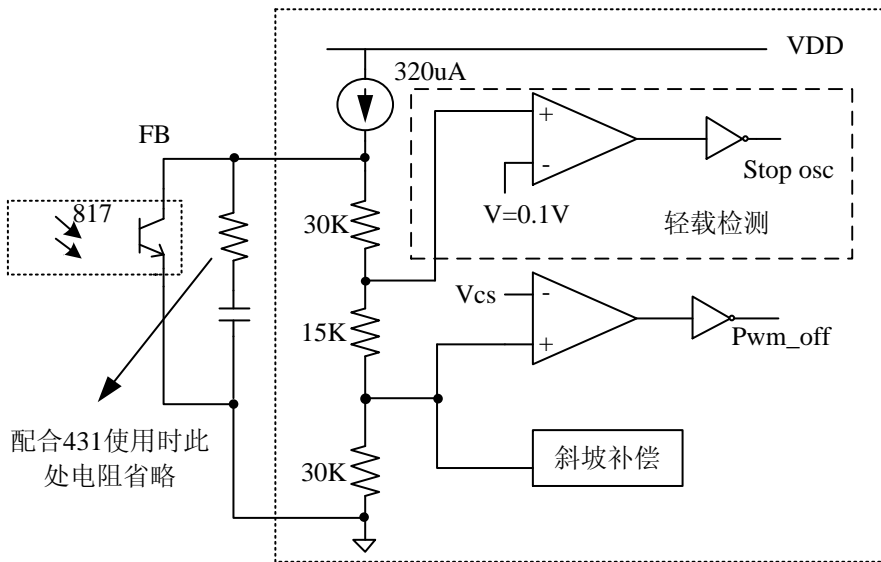 VDD
320uA
FB
+
-
Stop osc
817
V=0.1V
30K
轻载检测
Vcs
-
15K
+
Pwm_off
配合431使用时此
处电阻省略
斜坡补偿
30K